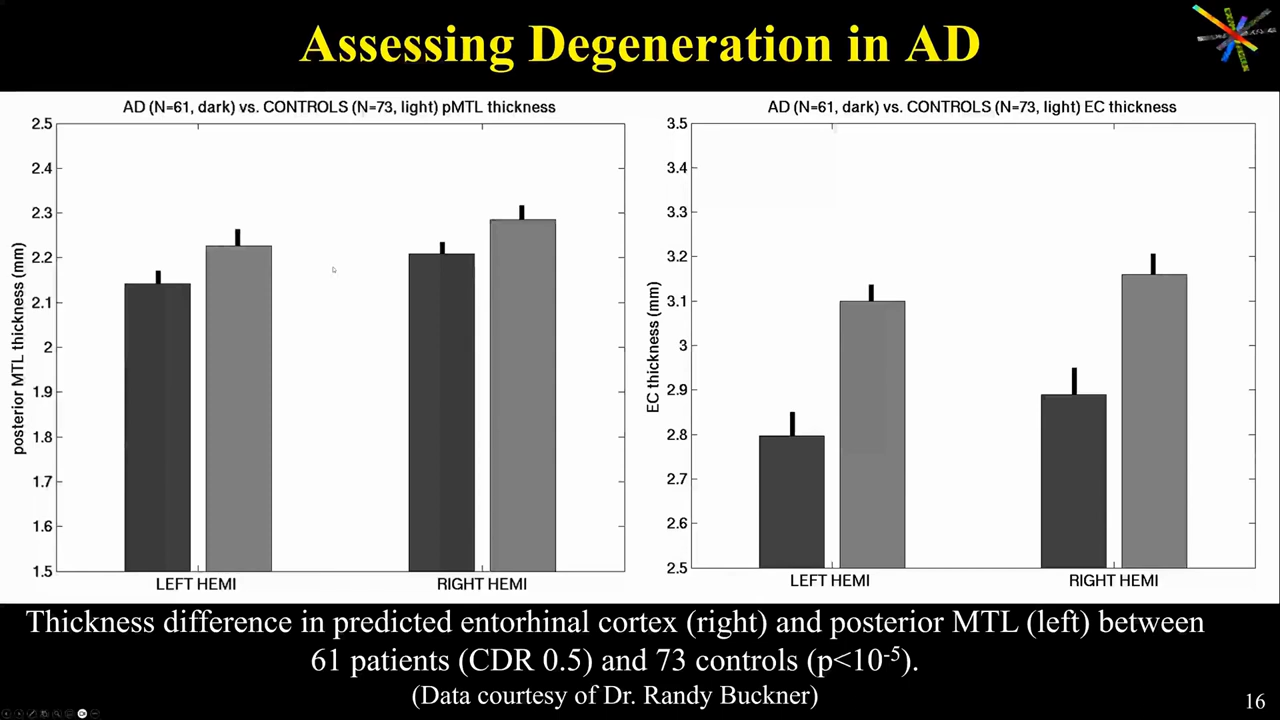 Assessing Degeneration in AD
AD (N=61, dark) vs. CONTROLS (N=73, light) pMTL thickness
2.5
2.4
2.3
2.2
2.1
2
1.9
1.8
1.7
1.6
1.5
posterior MTL thickness (mm)
LEFT HEMI
RIGHT HEMI
AD (N=61, dark) vs. CONTROLS (N=73, light) EC thickness
3.5
3.4
3.3
3.2
3.1
3
2.9
2.8
2.7
2.6
2.5
EC thickness (mm)
LEFT HEMI
RIGHT HEMI
Thickness difference in predicted entorhinal cortex (right) and posterior MTL (left) between
61 patients (CDR 0.5) and 73 controls (p<10⁻⁵).
(Data courtesy of Dr. Randy Buckner)
16